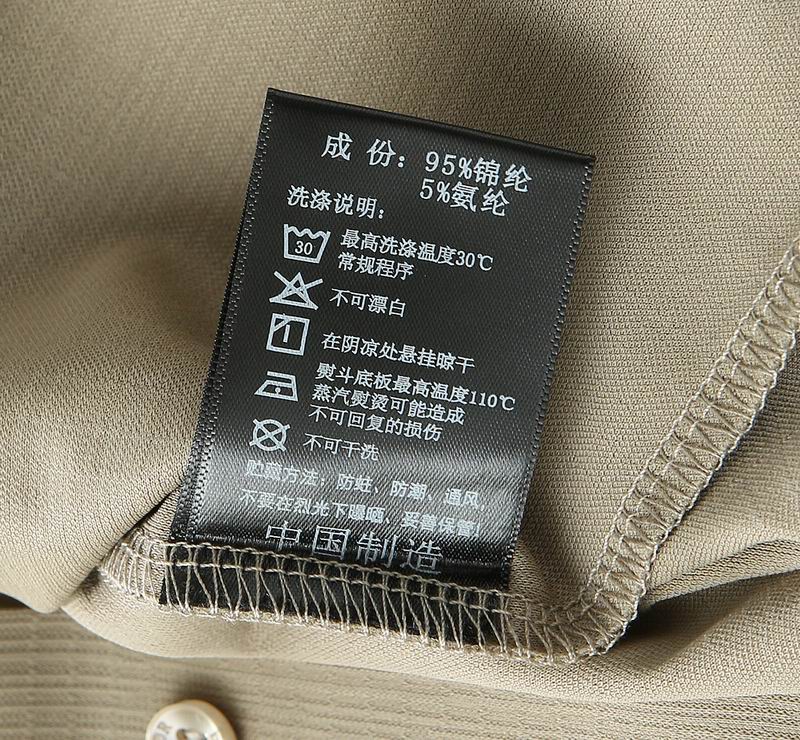 成 份：95%锦纶
5%氨纶
洗涤说明：
30
最高洗涤温度30℃
常规程序
不可漂白
在阴凉处悬挂晾干
熨斗底板最高温度110℃
蒸汽熨烫可能造成
不可回复的损伤
不可干洗
贮藏方法：防蛀、防潮、通风，
不要在烈光下曝晒、妥善保管！
中国制造